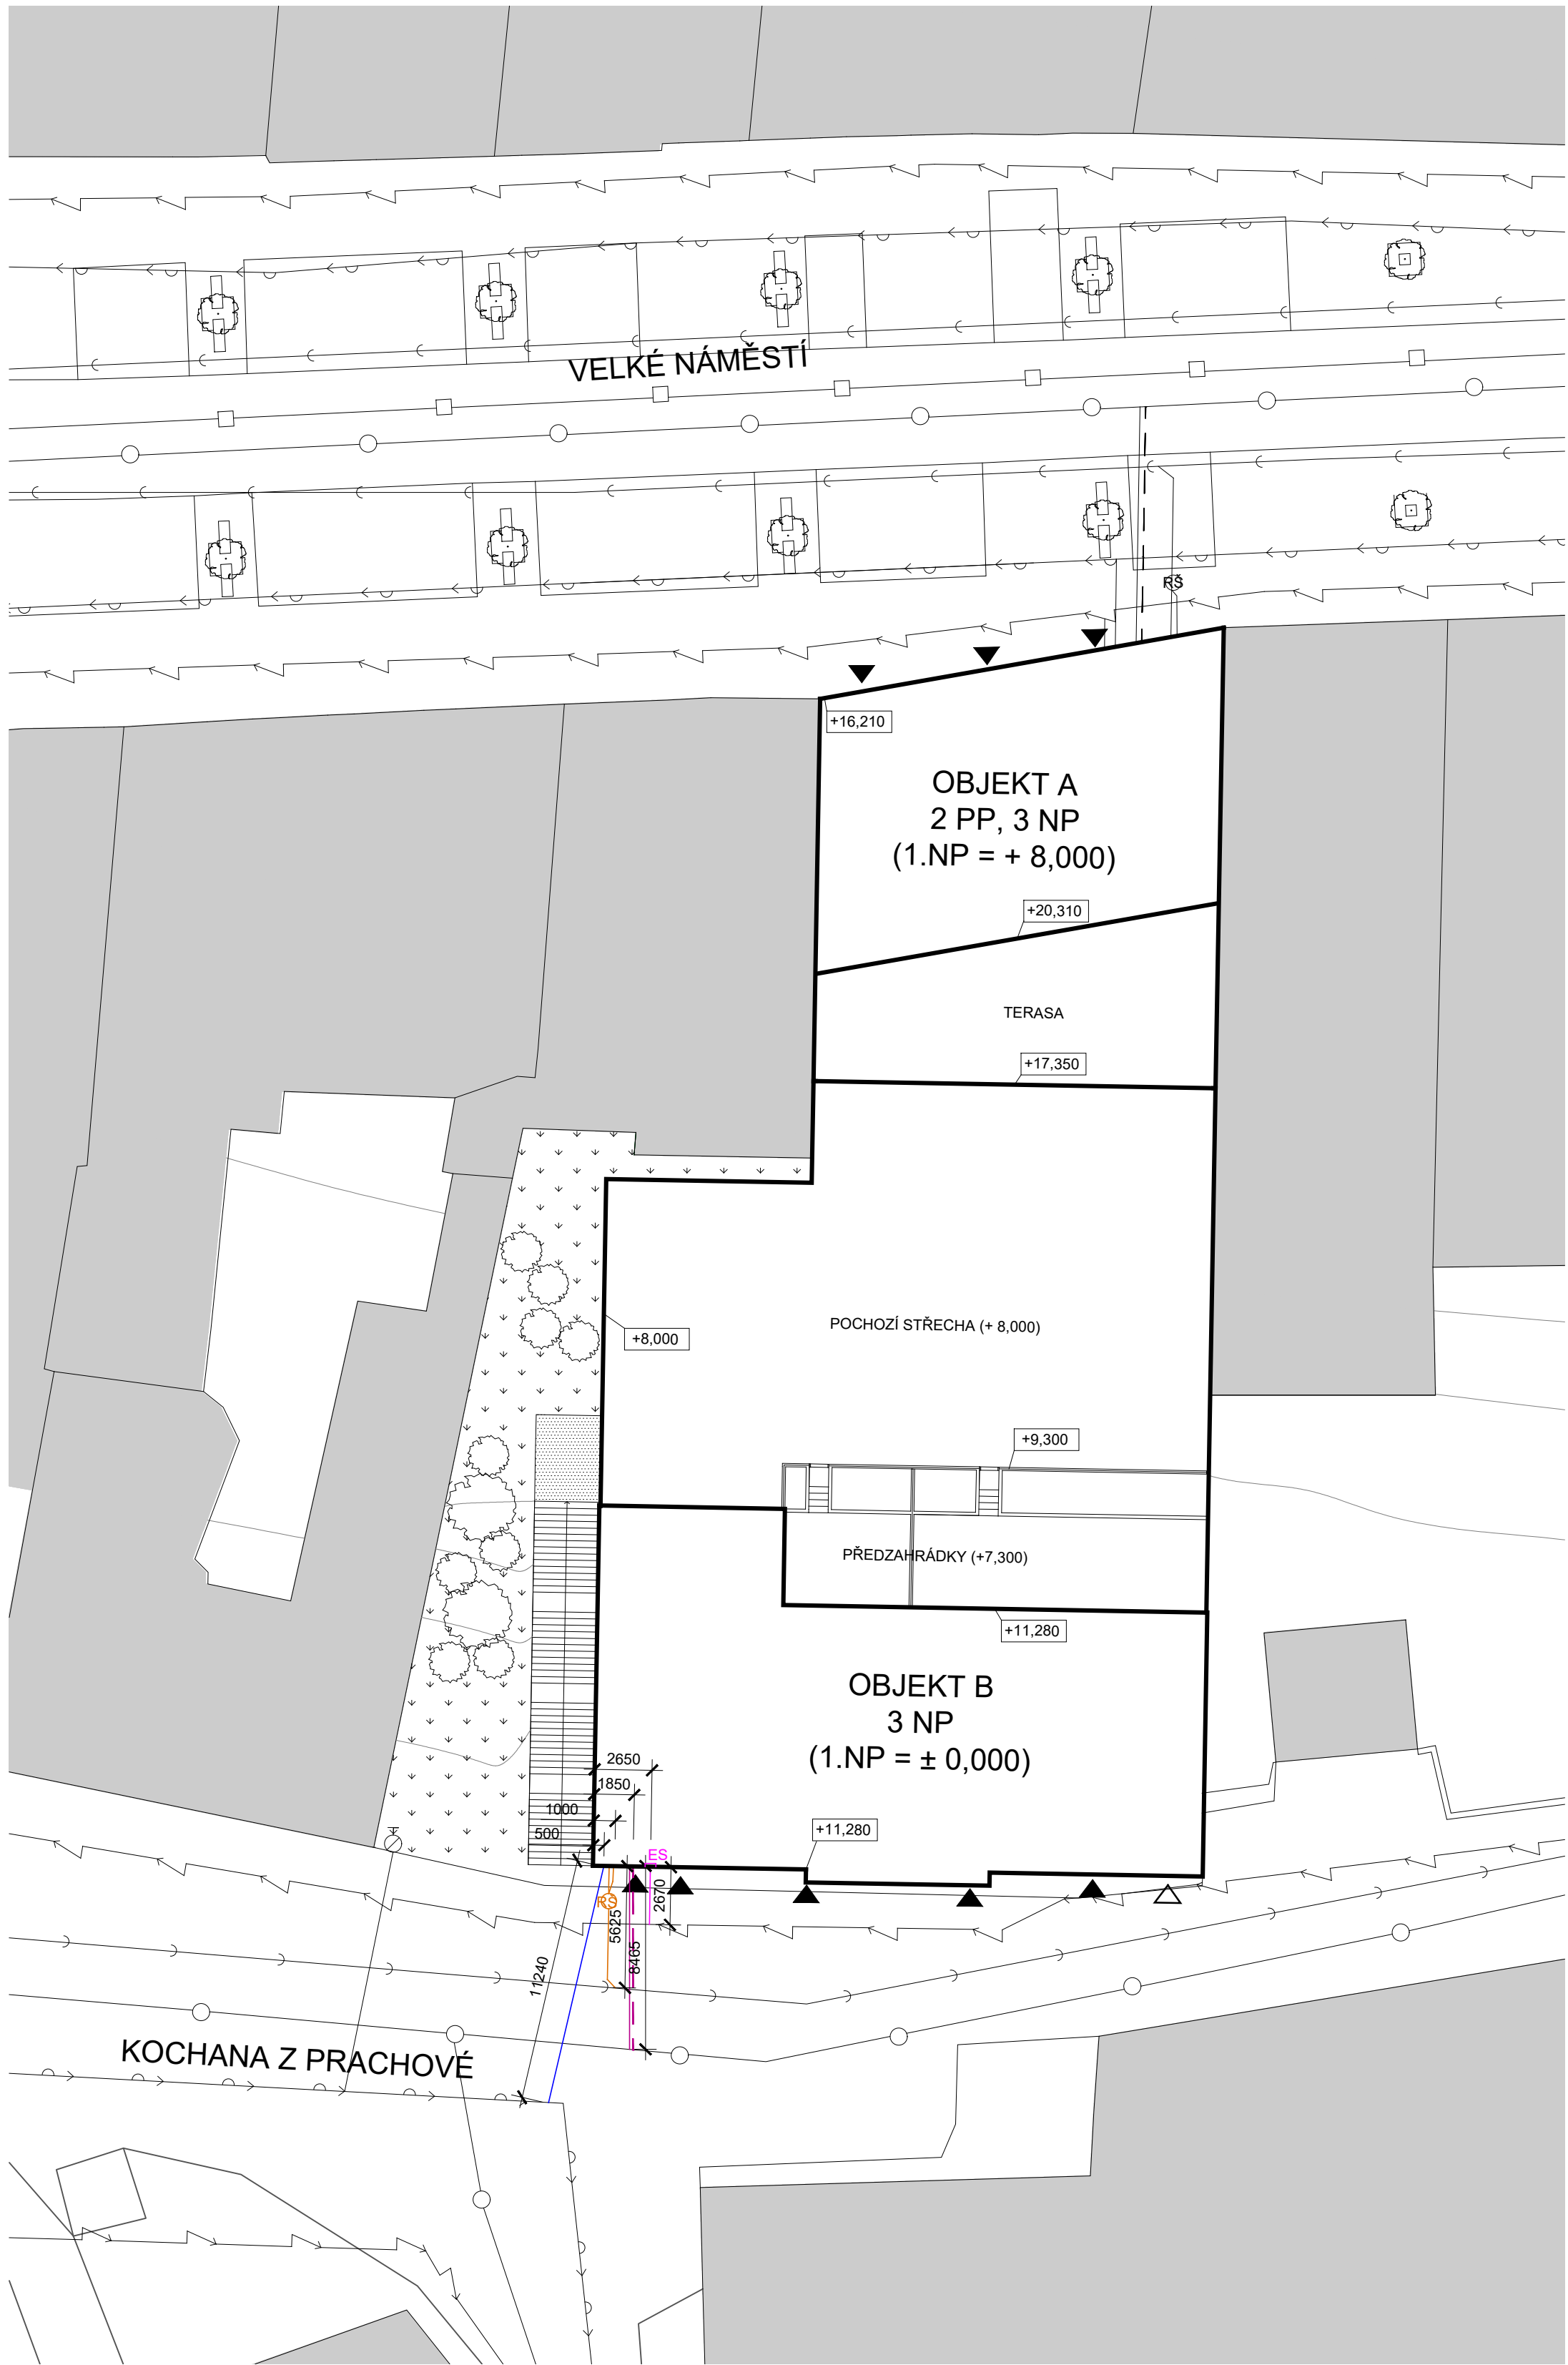 VELKÉ NÁMĚSTÍ
RŠ
+16,210
OBJEKT A
2 PP, 3 NP
(1.NP = + 8,000)
+20,310
TERASA
+17,350
POCHOZÍ STŘECHA (+ 8,000)
+8,000
+9,300
PŘEDZAHRÁDKY (+7,300)
+11,280
OBJEKT B
3 NP
(1.NP = ± 0,000)
2650
1850
1000
500
+11,280
ES
RŠ
2670
5625
8465
11240
KOCHANA Z PRACHOVÉ